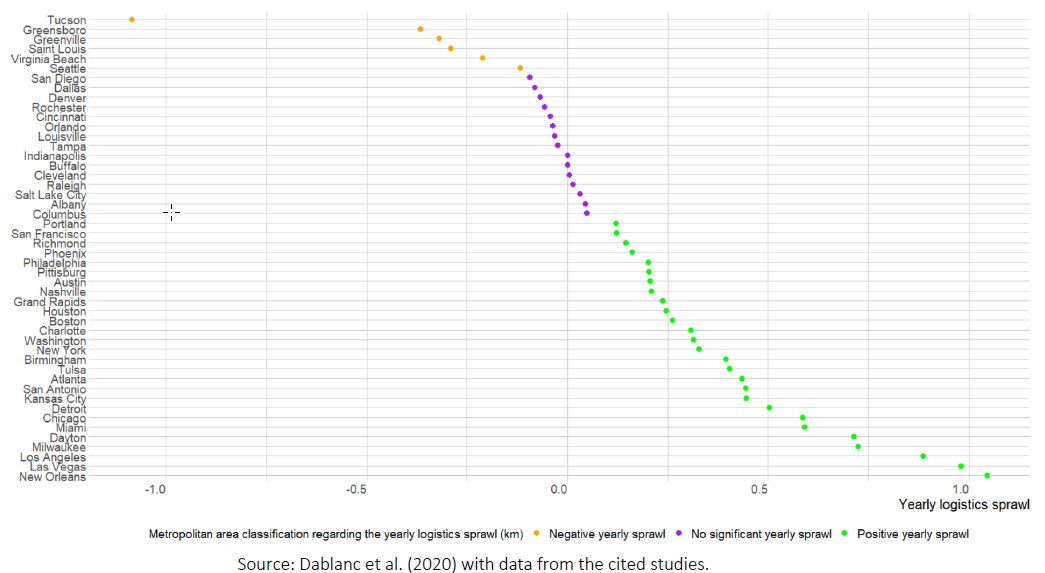 Tucson
Greensboro
Greenville
Saint Louis
Virginia Beach
Seattle
San Diego
Dallas
Denver
Rochester
Cincinnati
Orlando
Louisville
Tampa
Indianapolis
Buffalo
Cleveland
Raleigh
Salt Lake City
Albany
Columbus
Portland
San Francisco
Richmond
Phoenix
Philadelphia
Pittisburg
Austin
Nashville
Grand Rapids
Houston
Boston
Charlotte
Washington
New York
Birmingham
Tulsa
Atlanta
San Antonio
Kansas City
Detroit
Chicago
Miami
Dayton
Milwaukee
Los Angeles
Las Vegas
New Orleans
-1.0 -0.5 0.0 0.5 1.0
Yearly logistics sprawl
Metropolitan area classification regarding the yearly logistics sprawl (km) Negative yearly sprawl No significant yearly sprawl Positive yearly sprawl
Source: Dablanc et al. (2020) with data from the cited studies.